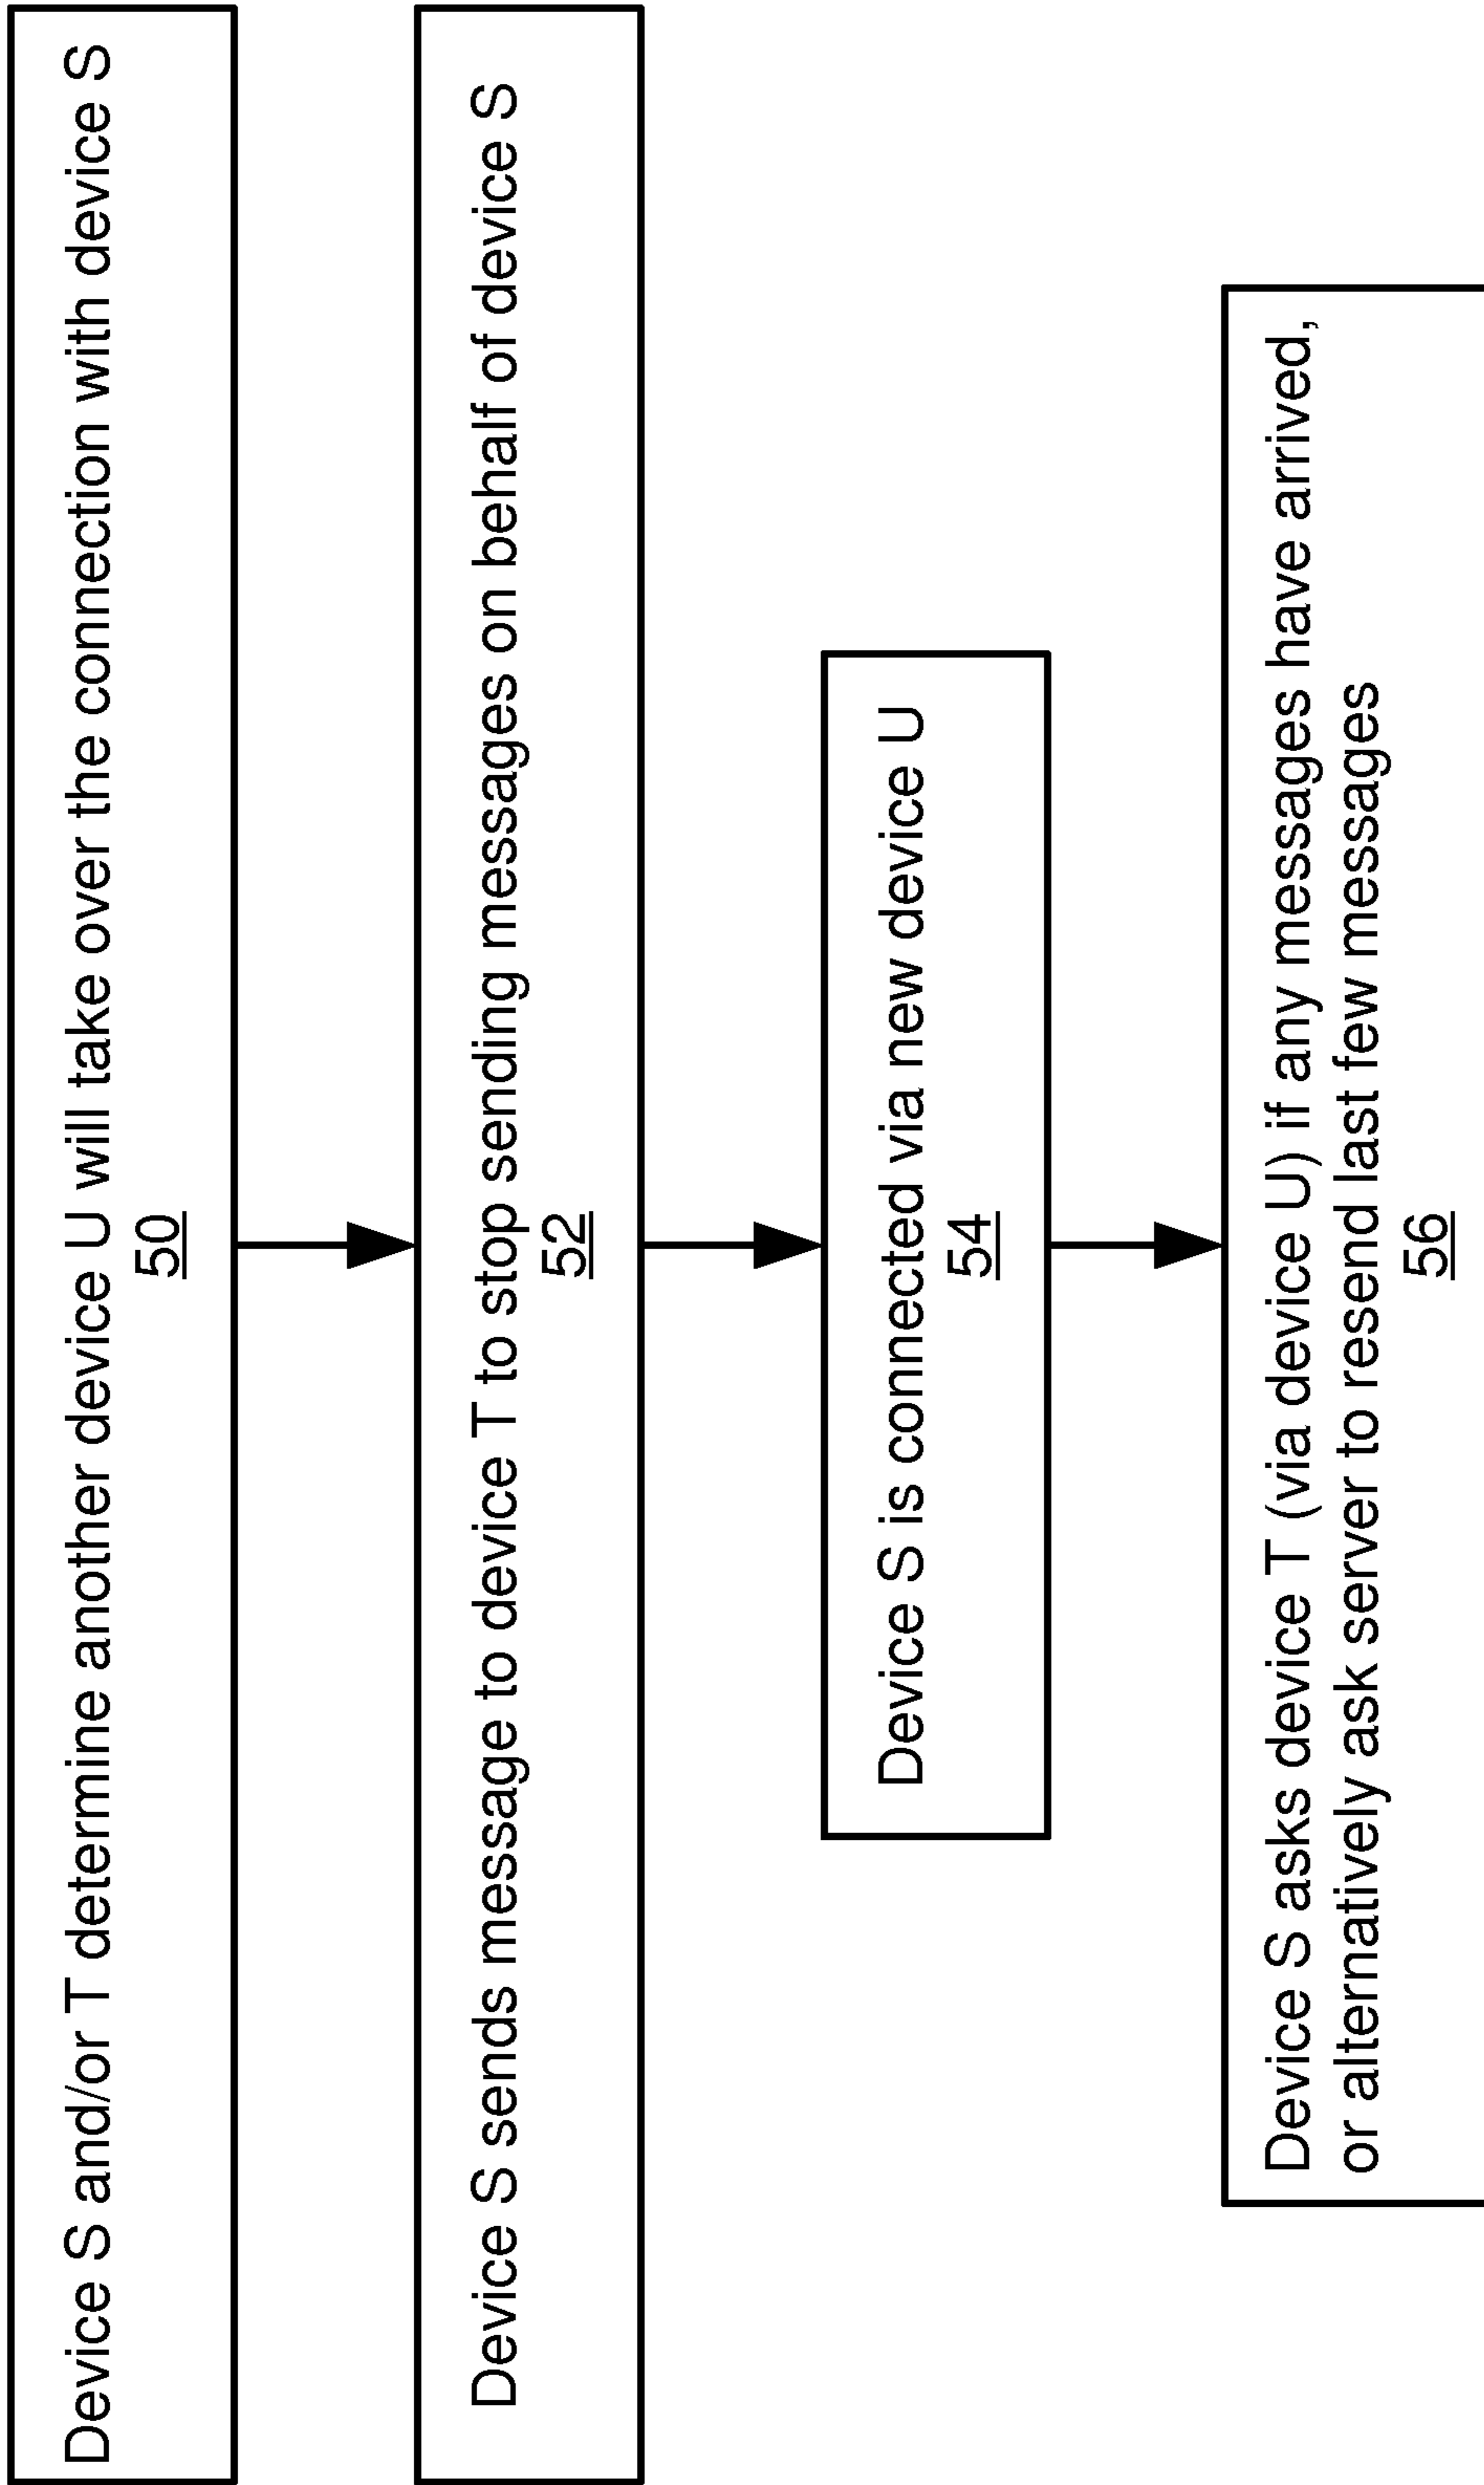 Device S and/or T determine another device U will take over the connection with device S
50
Device S sends message to device T to stop sending messages on behalf of device S
52
Device S is connected via new device U
54
Device S asks device T (via device U) if any messages have arrived,
or alternatively ask server to resend last few messages
56